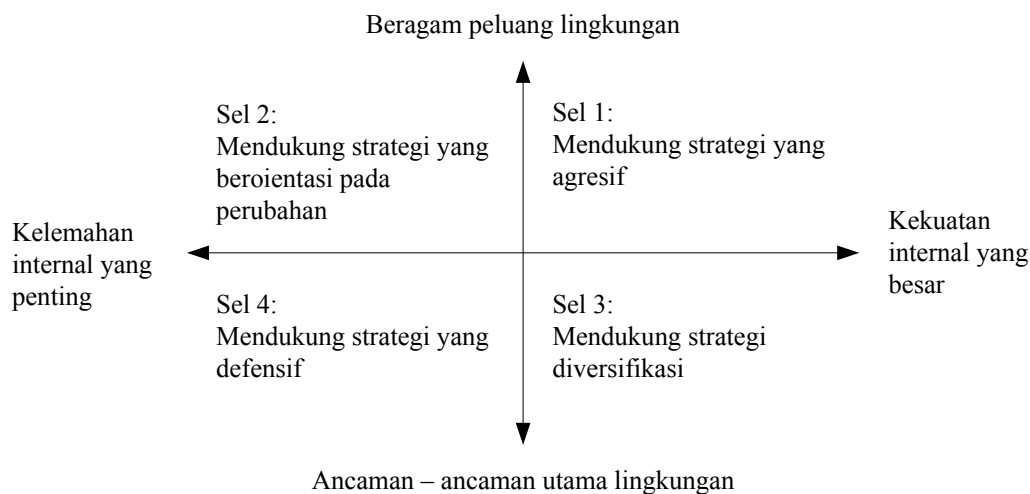 Beragam peluang lingkungan
Sel 2:
Mendukung strategi yang
beroientasi pada
perubahan
Sel 1:
Mendukung strategi yang
agresif
Kelemahan
internal yang
penting
Kekuatan
internal yang
besar
Sel 4:
Mendukung strategi yang
defensif
Sel 3:
Mendukung strategi
diversifikasi
Ancaman – ancaman utama lingkungan